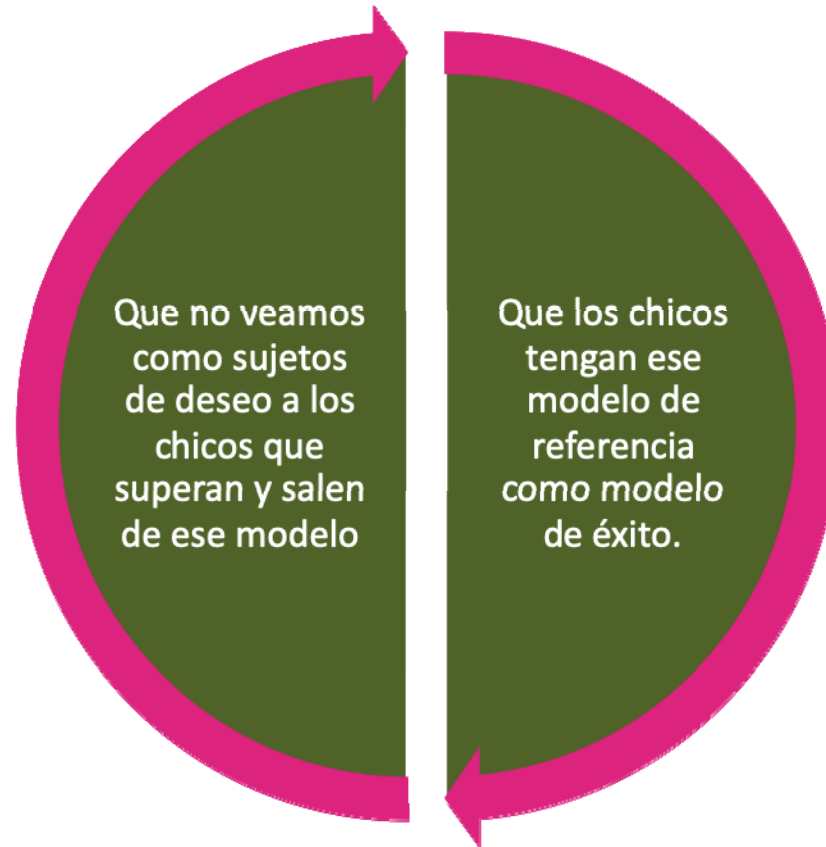 Que no veamos
como sujetos
de deseo a los
chicos que
superan y salen
de ese modelo
Que los chicos
tengan ese
modelo de
referencia
como modelo
de éxito.